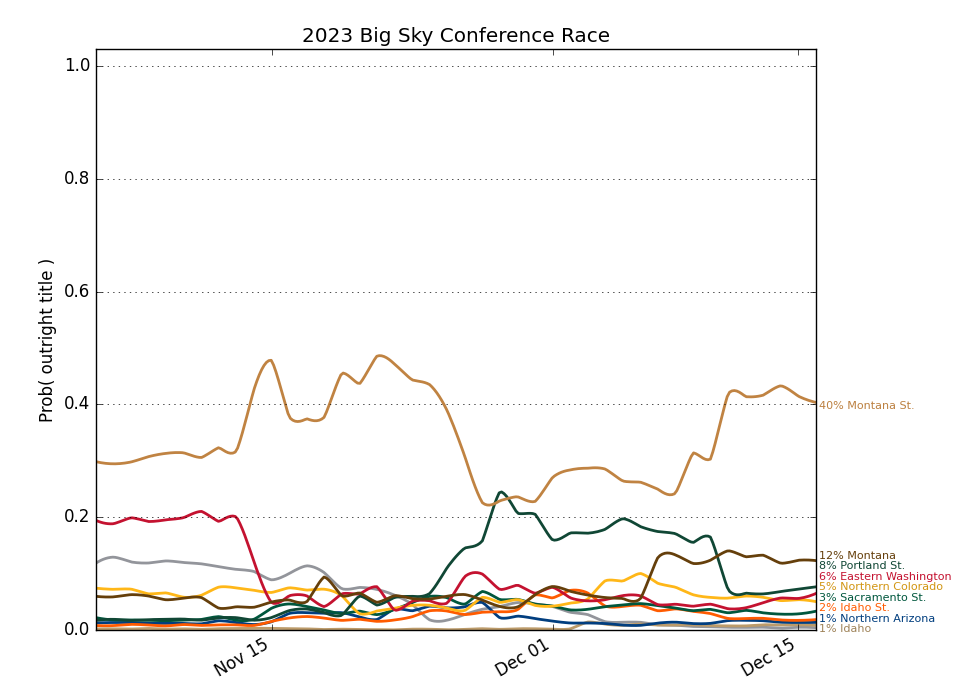 2023 Big Sky Conference Race
1.0
0.8
0.6
0.4
0.2
0.0
Prob( outright title )
40% Montana St.
12% Montana
8% Portland St.
6% Eastern Washington
5% Northern Colorado
3% Sacramento St.
2% Idaho St.
1% Northern Arizona
1% Idaho
Nov 15
Dec 01
Dec 15